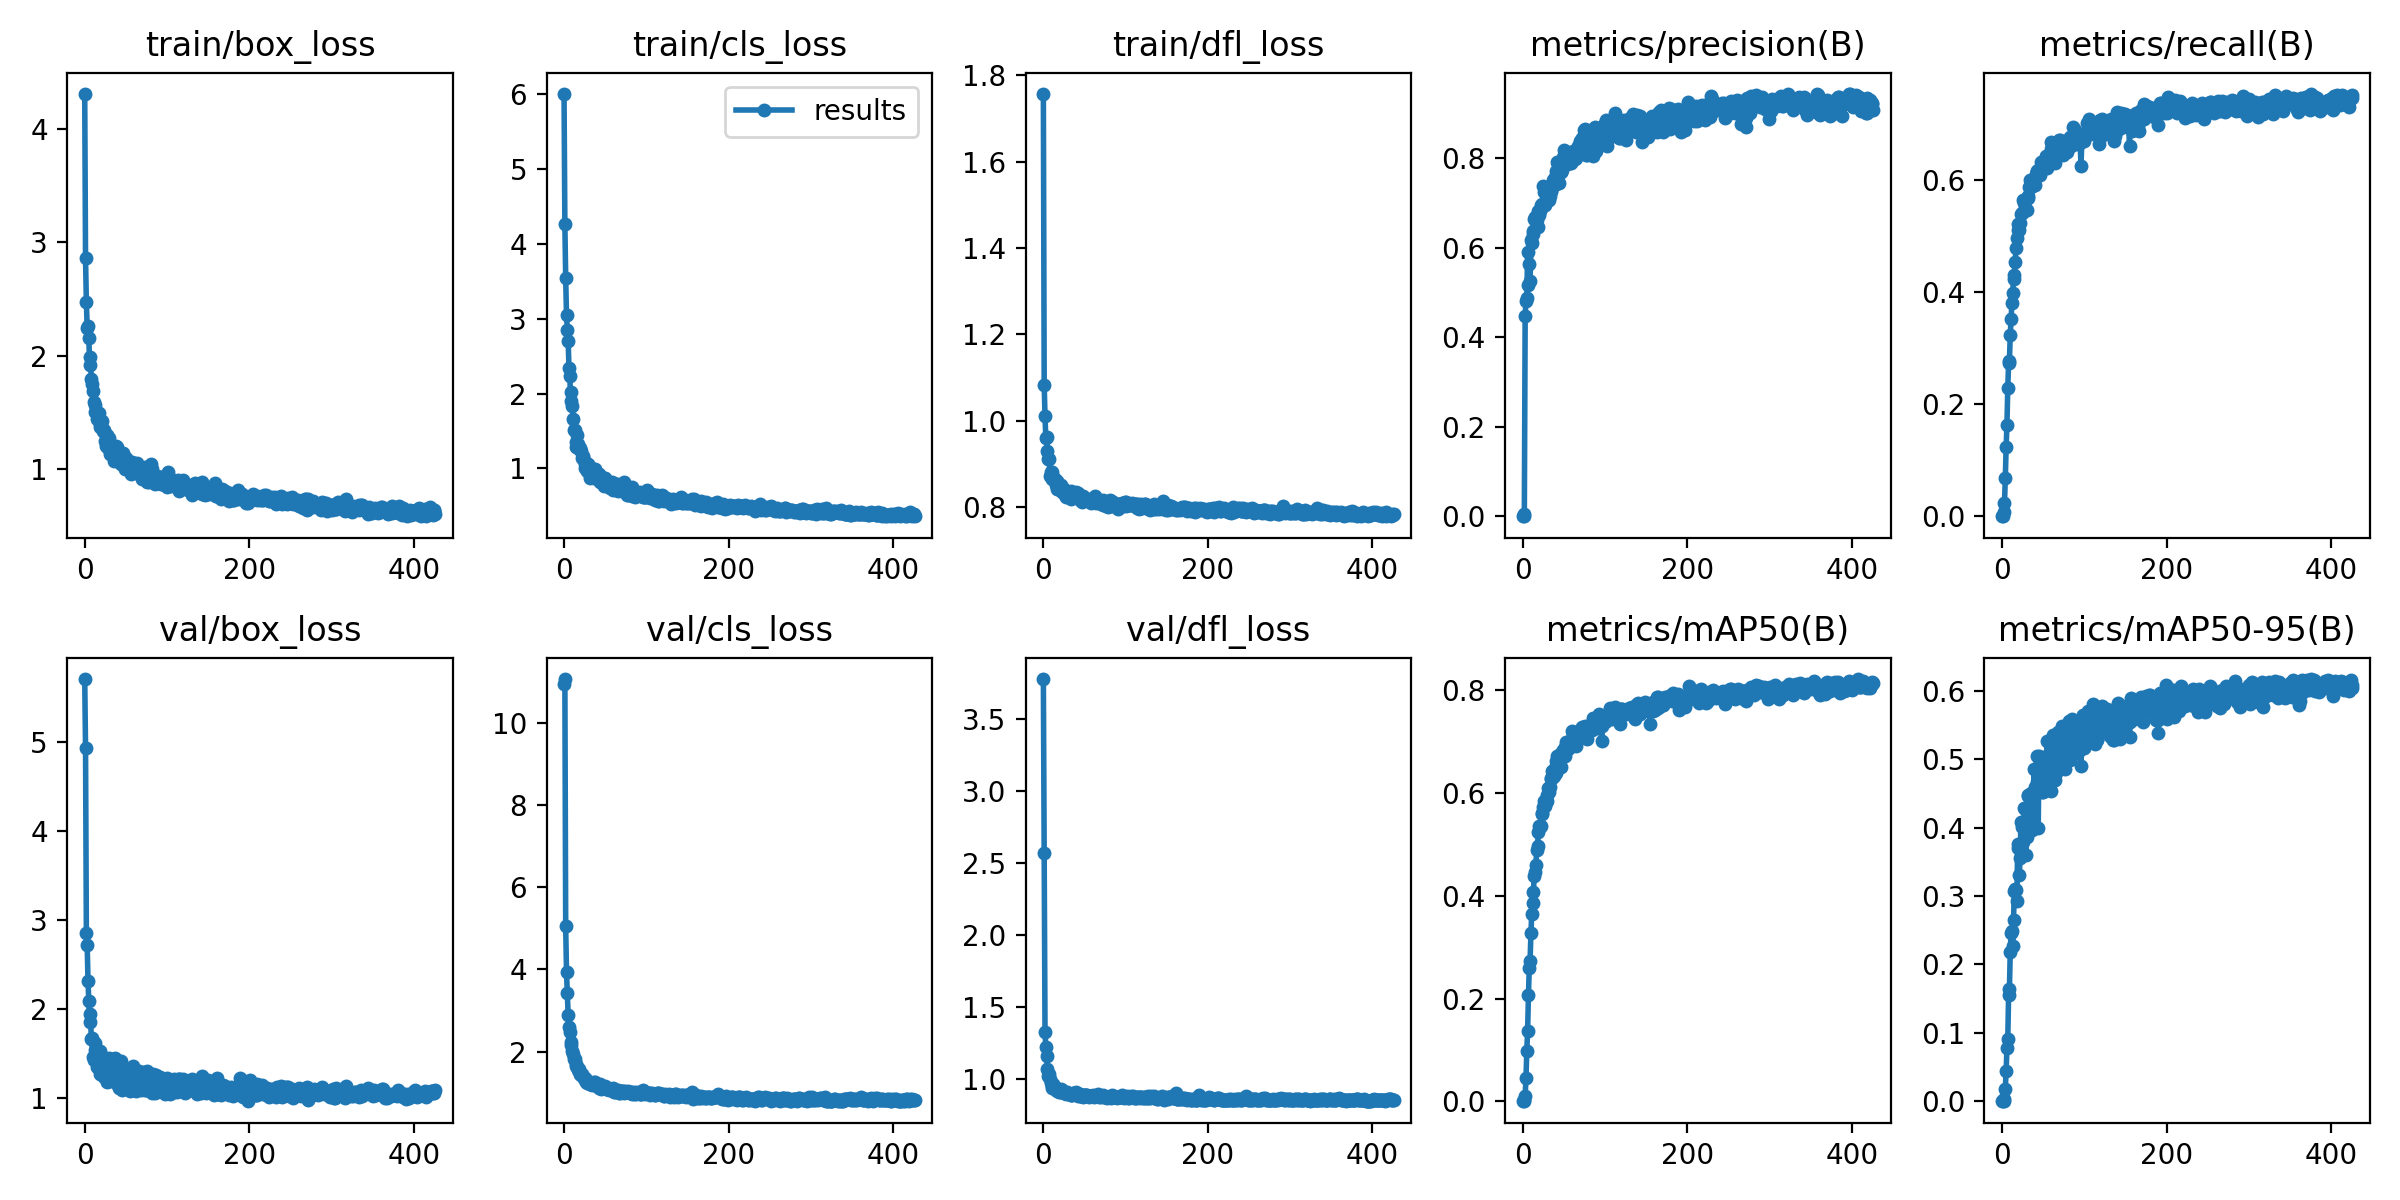 train/box_loss
4
3
2
1
0 200 400
train/cls_loss
results
6
5
4
3
2
1
0 200 400
train/dfl_loss
1.8
1.6
1.4
1.2
1.0
0.8
0 200 400
metrics/precision(B)
0.8
0.6
0.4
0.2
0.0
0 200 400
metrics/recall(B)
0.6
0.4
0.2
0.0
0 200 400
val/box_loss
5
4
3
2
1
0 200 400
val/cls_loss
10
8
6
4
2
0 200 400
val/dfl_loss
3.5
3.0
2.5
2.0
1.5
1.0
0 200 400
metrics/mAP50(B)
0.8
0.6
0.4
0.2
0.0
0 200 400
metrics/mAP50-95(B)
0.6
0.5
0.4
0.3
0.2
0.1
0.0
0 200 400